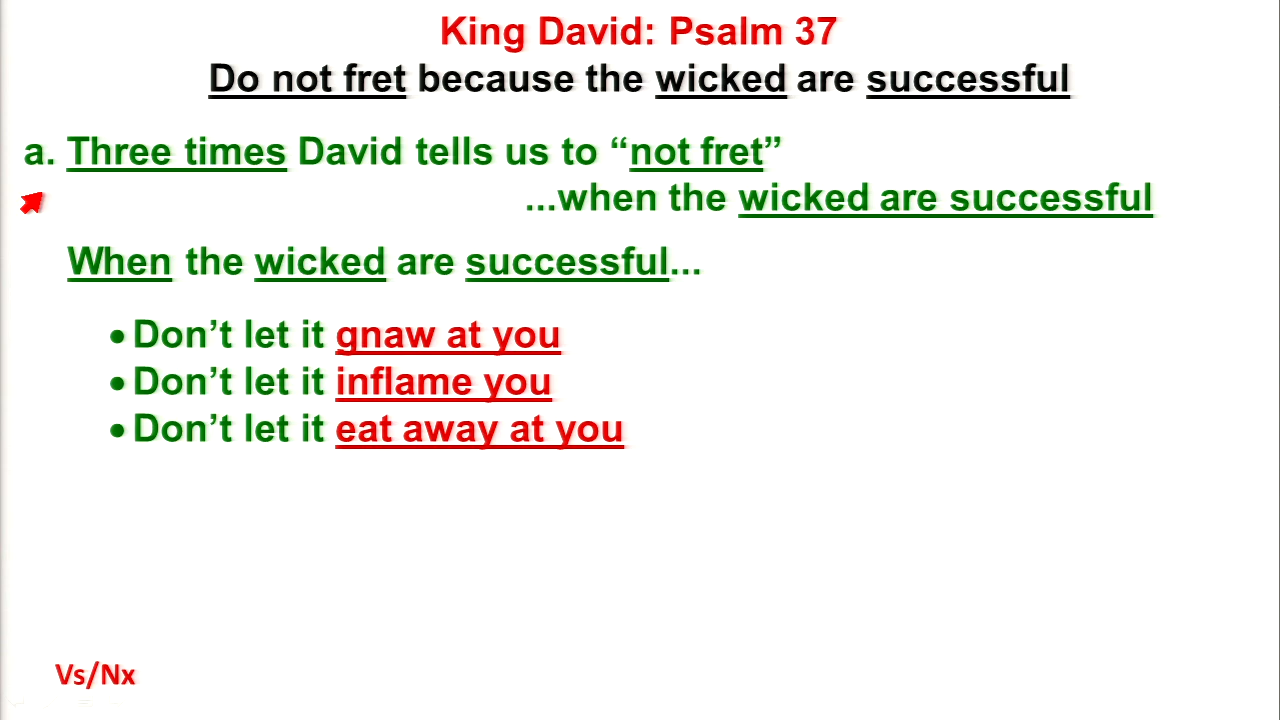 King David: Psalm 37
Do not fret because the wicked are successful
a. Three times David tells us to “not fret”
...when the wicked are successful
When the wicked are successful...
• Don’t let it gnaw at you
• Don’t let it inflame you
• Don’t let it eat away at you
Vs/Nx